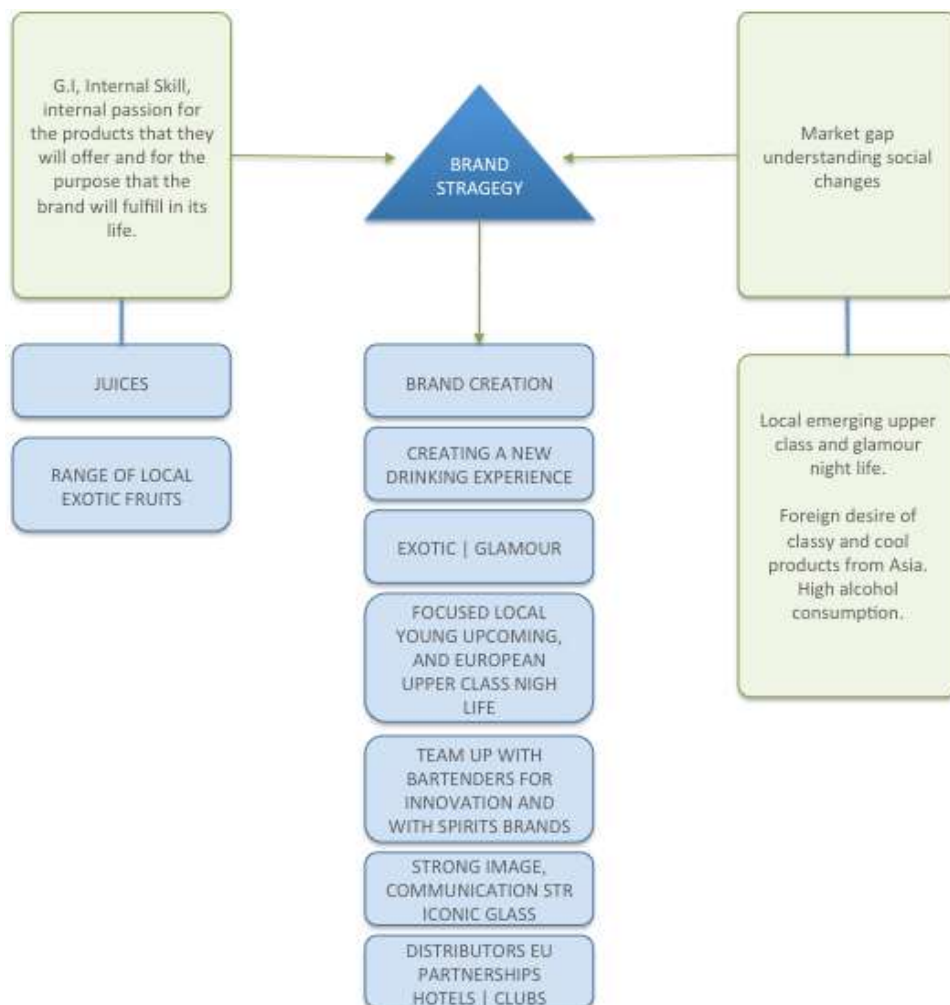 G.I, Internal Skill,
internal passion for
the products that they
will offer and for the
purpose that the
brand will fulfill in its
life.
BRAND
STRAGEGY
Market gap
understanding social
changes
JUICES
RANGE OF LOCAL
EXOTIC FRUITS
BRAND CREATION
CREATING A NEW
DRINKING EXPERIENCE
EXOTIC | GLAMOUR
FOCUSED LOCAL
YOUNG UPCOMING,
AND EUROPEAN
UPPER CLASS NIGH
LIFE
TEAM UP WITH
BARTENDERS FOR
INNOVATION AND
WITH SPIRITS BRANDS
STRONG IMAGE,
COMMUNICATION STR
ICONIC GLASS
DISTRIBUTORS EU
PARTNERSHIPS
HOTELS | CLUBS
Local emerging upper
class and glamour
night life.
Foreign desire of
classy and cool
products from Asia.
High alcohol
consumption.